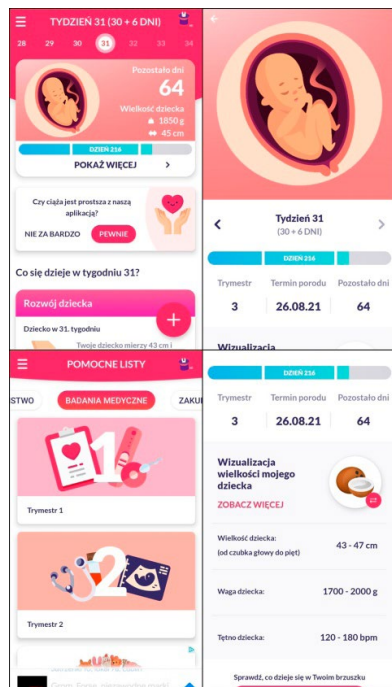 TYDZIEŃ 31 (30 + 6 DNI)
28 29 30 31 32 33 34
Pozostało dni
64
Wielkość dziecka
1850 g
45 cm
DZIEŃ 216
POKAŻ WIĘCEJ >
Czy ciąża jest prostsza z naszą
aplikacją?
NIE ZA BARDZO PEWNIE
Co się dzieje w tygodniu 31?
Rozwój dziecka
Dziecko w 31. tygodniu
Twoje dziecko mierzy 43 cm i
Tydzień 31
(30 + 6 DNI)
DZIEŃ 216
Trymestr Termin porodu Pozostało dni
3 26.08.21 64
Wizualizacja
POMOCNE LISTY
STWO BADANIA MEDYCZNE ZAKU
1
Trymestr 1
2
Trymestr 2
DZIEŃ 216
Trymestr Termin porodu Pozostało dni
3 26.08.21 64
Wizualizacja
wielkości mojego
dziecka
ZOBACZ WIĘCEJ
Wielkość dziecka:
(od czubka głowy do pięt)
43 - 47 cm
Waga dziecka:
1700 - 2000 g
Tętno dziecka:
120 - 180 bpm
Sprawdź, co dzieje się w Twoim brzuszku